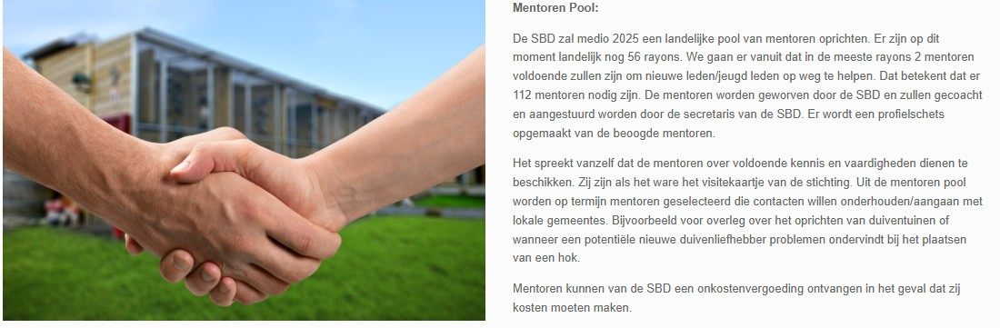 Mentoren Pool:
De SBD zal medio 2025 een landelijke pool van mentoren oprichten. Er zijn op dit
moment landelijk nog 56 rayons. We gaan er vanuit dat in de meeste rayons 2 mentoren
voldoende zullen zijn om nieuwe leden/jeugd leden op weg te helpen. Dat betekent dat er
112 mentoren nodig zijn. De mentoren worden geworven door de SBD en zullen gecoacht
en aangestuurd worden door de secretaris van de SBD. Er wordt een profielschets
opgemaakt van de beoogde mentoren.
Het spreekt vanzelf dat de mentoren over voldoende kennis en vaardigheden dienen te
beschikken. Zij zijn als het ware het visitekaartje van de stichting. Uit de mentoren pool
worden op termijn mentoren geselecteerd die contacten willen onderhouden/aangaan met
lokale gemeentes. Bijvoorbeeld voor overleg over het oprichten van duiventuinen of
wanneer een potentiële nieuwe duivenliefhebber problemen ondervindt bij het plaatsen
van een hok.
Mentoren kunnen van de SBD een onkostenvergoeding ontvangen in het geval dat zij
kosten moeten maken.